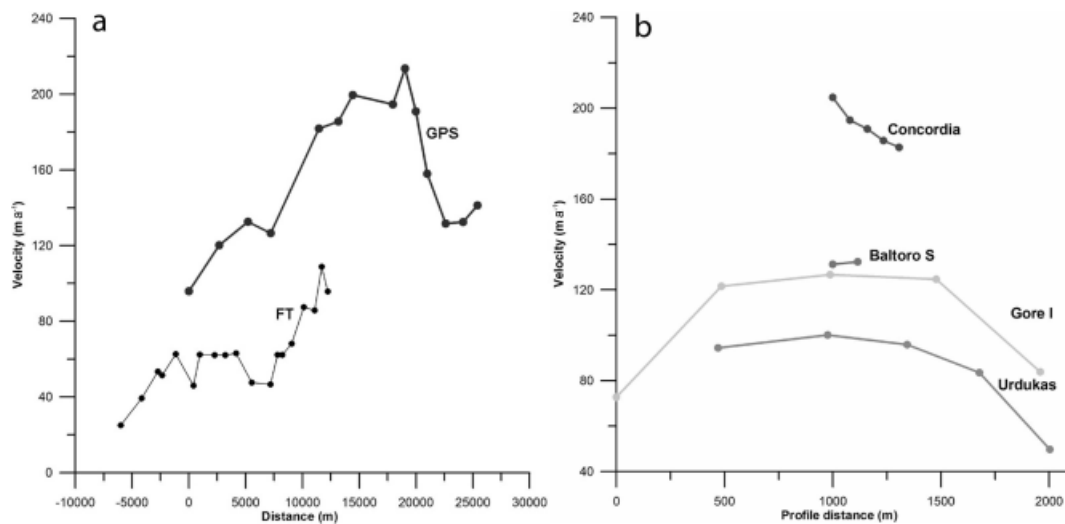 a
240
200
160
120
80
40
0
Velocity (m a⁻¹)
GPS
FT
-10000 -5000 0 5000 10000 15000 20000 25000 30000
Distance (m)
b
240
200
160
120
80
40
Velocity (m a⁻¹)
Concordia
Baltoro S
Gore I
Urdukas
0 500 1000 1500 2000
Profile distance (m)